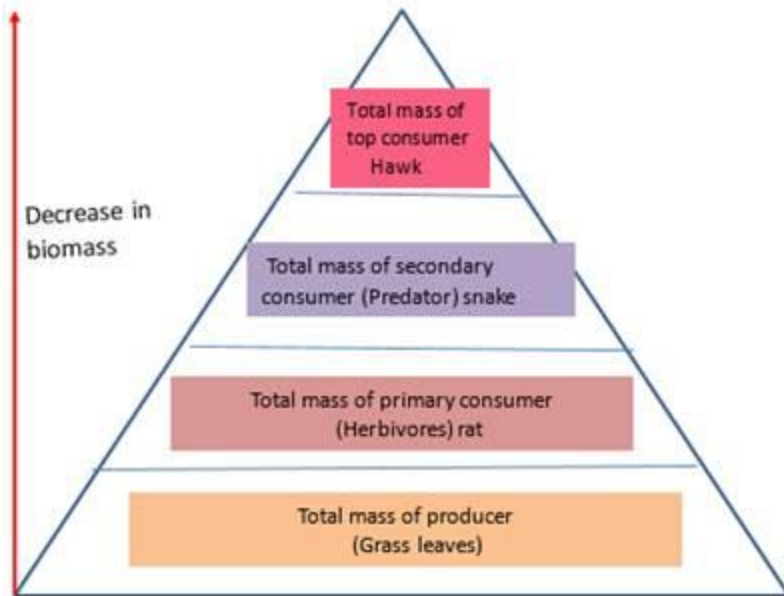 Total mass of
top consumer
Hawk
Decrease in
biomass
Total mass of secondary
consumer (Predator) snake
Total mass of primary consumer
(Herbivores) rat
Total mass of producer
(Grass leaves)